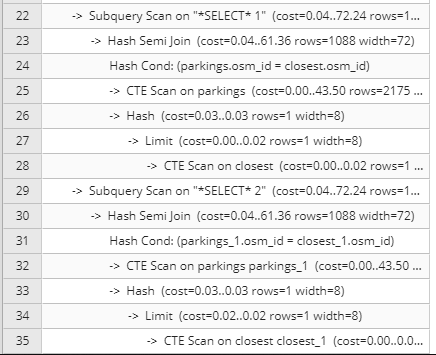 22 -> Subquery Scan on "*SELECT* 1" (cost=0.04..72.24 rows=1...
23 -> Hash Semi Join (cost=0.04..61.36 rows=1088 width=72)
24 Hash Cond: (parkings.osm_id = closest.osm_id)
25 -> CTE Scan on parkings (cost=0.00..43.50 rows=2175 ...
26 -> Hash (cost=0.03..0.03 rows=1 width=8)
27 -> Limit (cost=0.00..0.02 rows=1 width=8)
28 -> CTE Scan on closest (cost=0.00..0.02 rows=1 ...
29 -> Subquery Scan on "*SELECT* 2" (cost=0.04..72.24 rows=1...
30 -> Hash Semi Join (cost=0.04..61.36 rows=1088 width=72)
31 Hash Cond: (parkings_1.osm_id = closest_1.osm_id)
32 -> CTE Scan on parkings parkings_1 (cost=0.00..43.50 ...
33 -> Hash (cost=0.03..0.03 rows=1 width=8)
34 -> Limit (cost=0.02..0.02 rows=1 width=8)
35 -> CTE Scan on closest closest_1 (cost=0.00..0.0...